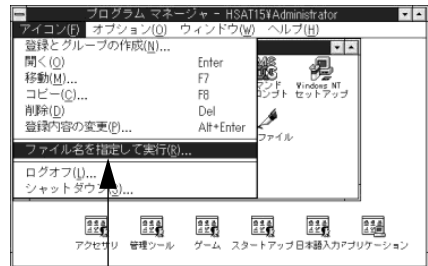 プログラム マネージャ - HSAT15¥Administrator
アイコン(F) オプション(O) ウィンドウ(W) ヘルプ(H)
登録とグループの作成(N)...
開く(O) Enter
移動(M)... F7
コピー(C)... F8
削除(D) Del
登録内容の変更(P)... Alt+Enter
ファイル名を指定して実行(R)...
ログオフ(L)...
シャットダウン(S)...
Windows NT
セットアップ
ファイル
アクセサリ 管理ツール ゲーム スタートアップ 日本語入力 アプリケーション